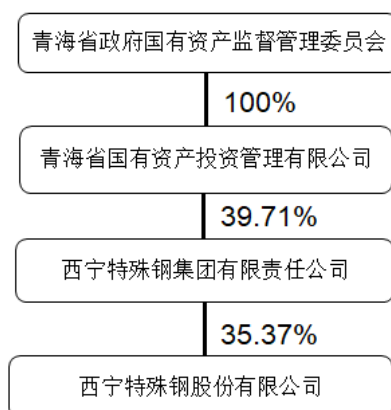 青海省政府国有资产监督管理委员会
100%
青海省国有资产投资管理有限公司
39.71%
西宁特殊钢集团有限责任公司
35.37%
西宁特殊钢股份有限公司